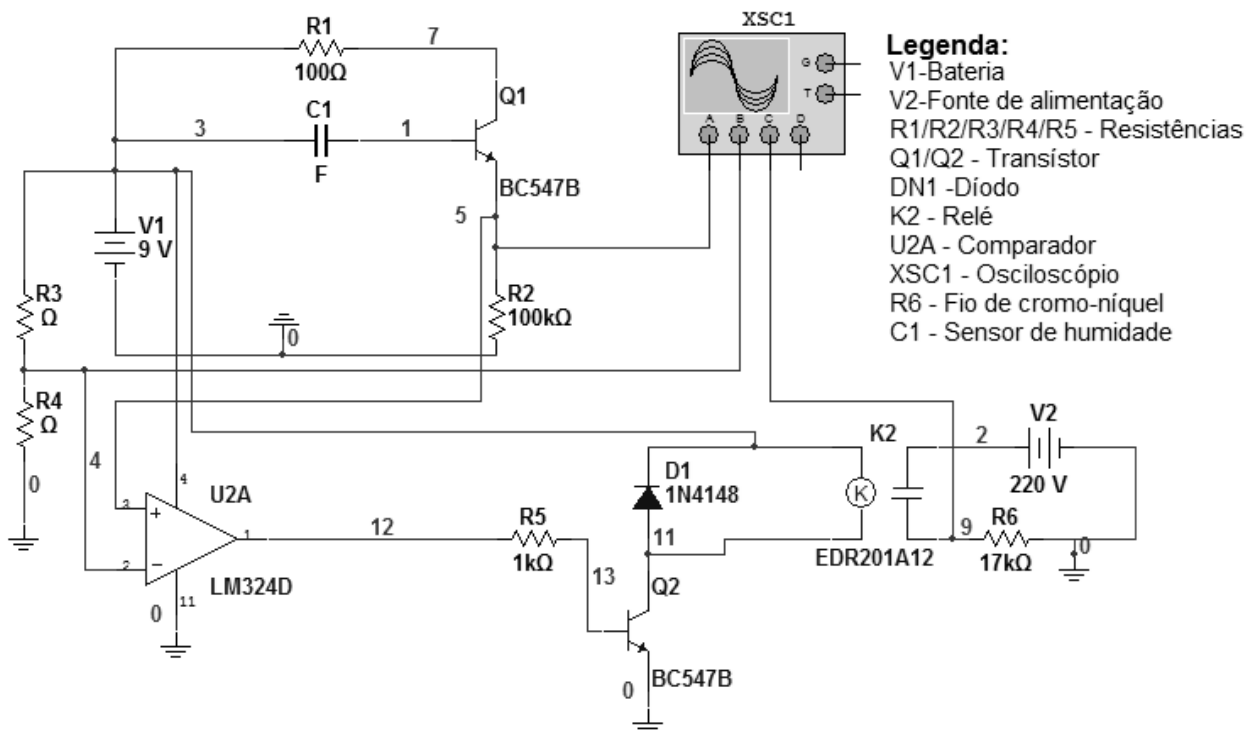 XSC1
G
T
A
B
C
D
Legenda:
V1-Bateria
V2-Fonte de alimentação
R1/R2/R3/R4/R5 - Resistências
Q1/Q2 - Transístor
DN1 -Díodo
K2 - Relé
U2A - Comparador
XSC1 - Osciloscópio
R6 - Fio de cromo-níquel
C1 - Sensor de humidade
R1
100Ω
7
Q1
C1
3
1
F
BC547B
5
V1
9 V
R3
Ω
R2
100kΩ
0
R4
Ω
4
0
4
U2A
3
+
2
−
1
LM324D
11
0
12
R5
1kΩ
13
D1
1N4148
11
Q2
BC547B
0
K2
K
EDR201A12
2
V2
220 V
9
R6
17kΩ
0